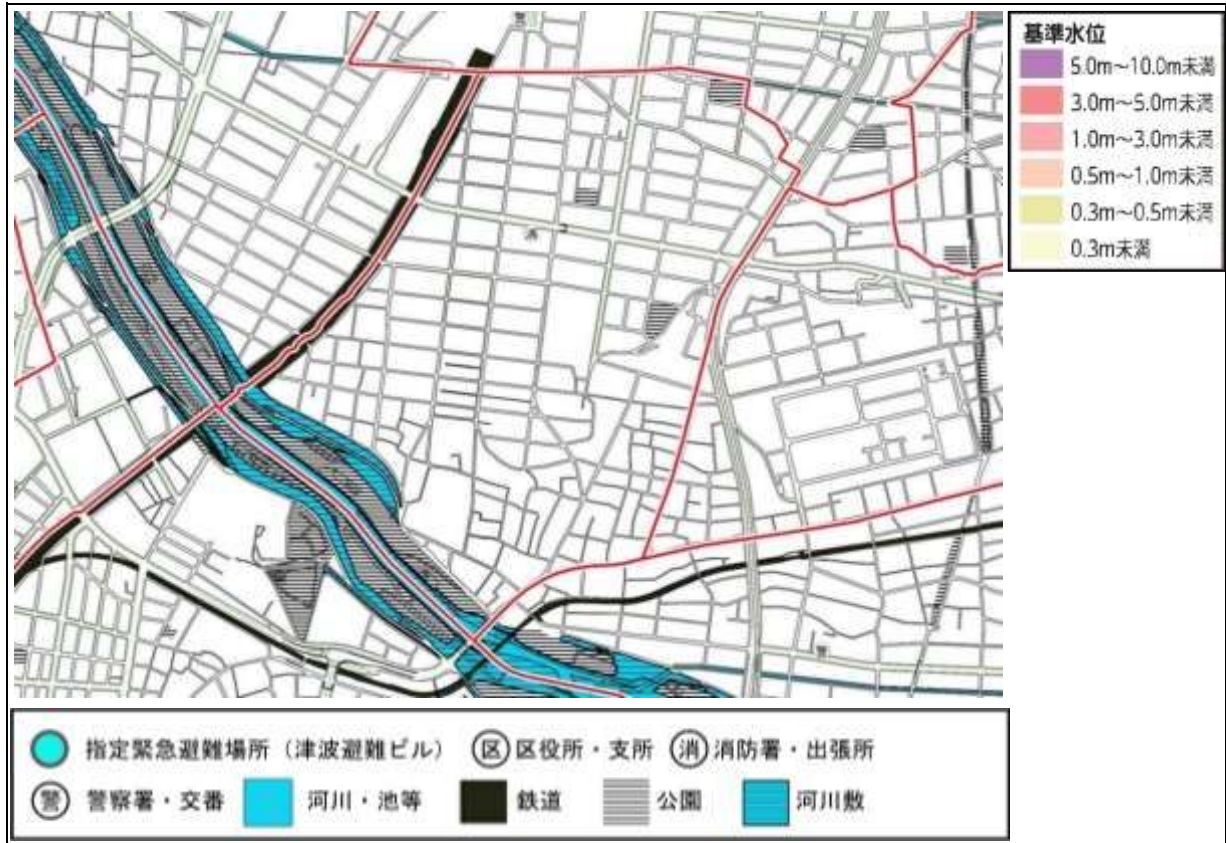 基準水位
5.0m～10.0m未満
3.0m～5.0m未満
1.0m～3.0m未満
0.5m～1.0m未満
0.3m～0.5m未満
0.3m未満
消
指定緊急避難場所（津波避難ビル）
区 区役所・支所
消 消防署・出張所
警 警察署・交番
河川・池等
鉄道
公園
河川敷